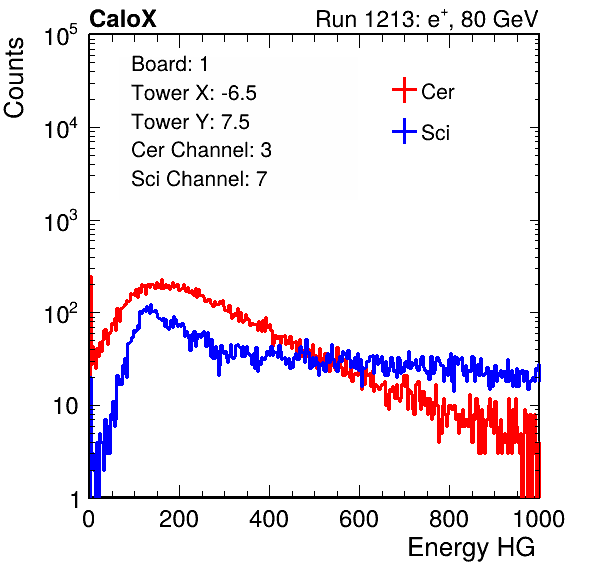 CaloX Run 1213: e⁺, 80 GeV
Counts
10⁵
10⁴
10³
10²
10
1
Board: 1
Tower X: -6.5
Tower Y: 7.5
Cer Channel: 3
Sci Channel: 7
Cer
Sci
0 200 400 600 800 1000
Energy HG